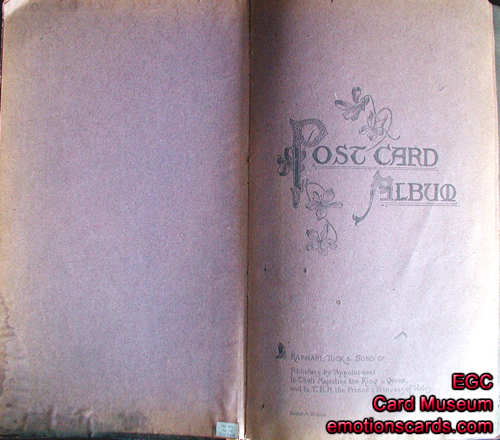 POST CARD
ALBUM
RAPHAEL TUCK & SONS LD
Publishers by Appointment
to Their Majesties the King & Queen
and to T.R.H. the Prince & Princess of Wales.
EGC
Card Museum
emotionscards.com